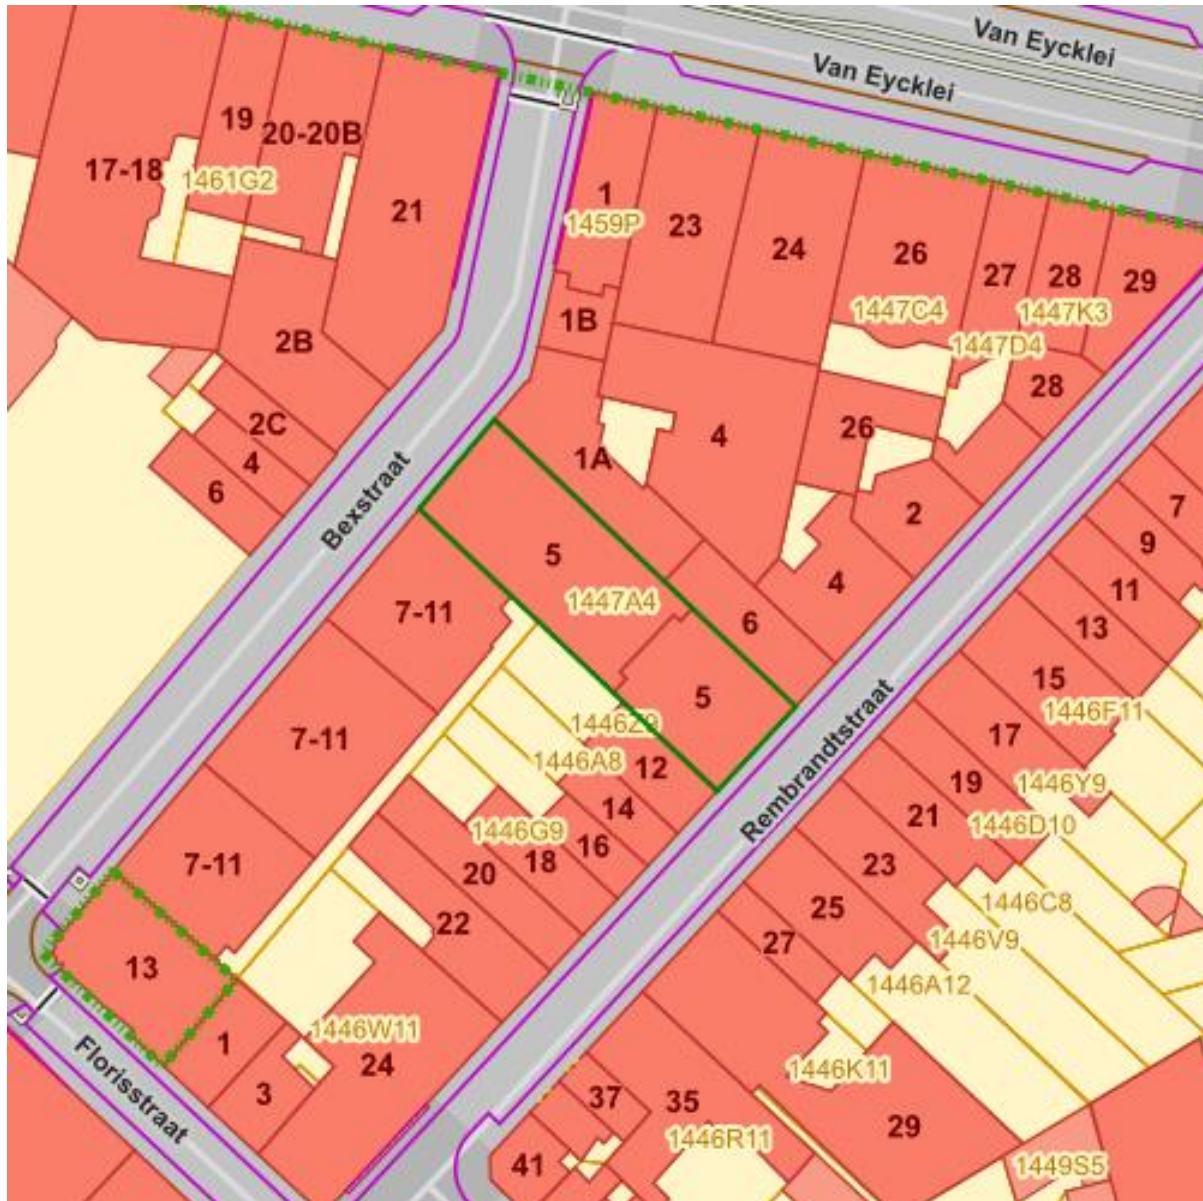 Van Eycklei
Van Eycklei
19
20-20B
17-18
1461G2
21
1
1459P
23
24
26
27
28
29
1447C4
1447K3
1B
1447D4
2B
28
2C
4
26
4
1A
6
Bexstraat
2
7
9
5
4
11
1447A4
7-11
6
13
15
5
1446F11
1446Z9
17
7-11
1446A8
12
Rembrandtstraat
19
1446Y9
14
21
1446D10
1446G9
16
18
7-11
20
23
1446C8
22
25
1446V9
27
13
1446A12
1446W11
1
24
Florisstraat
1446K11
3
37
35
29
1446R11
41
1449S5